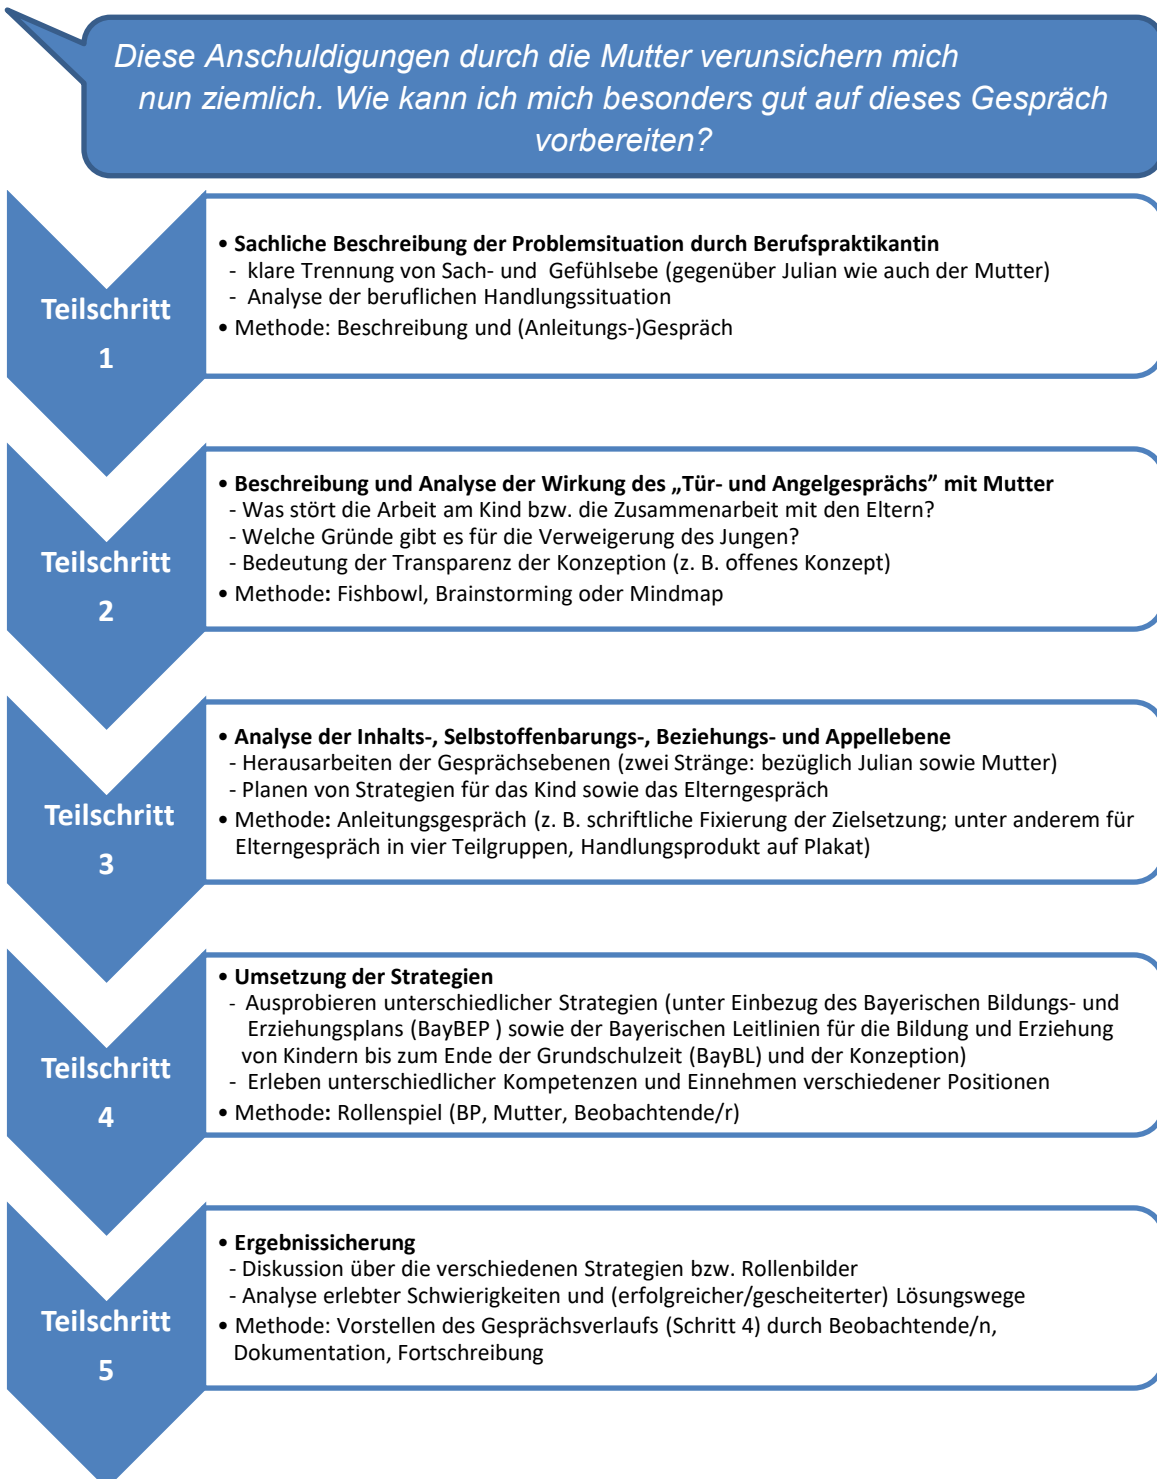 Diese Anschuldigungen durch die Mutter verunsichern mich
nun ziemlich. Wie kann ich mich besonders gut auf dieses Gespräch
vorbereiten?
Teilschritt
1
• Sachliche Beschreibung der Problemsituation durch Berufspraktikantin
- klare Trennung von Sach- und Gefühlsebe (gegenüber Julian wie auch der Mutter)
- Analyse der beruflichen Handlungssituation
• Methode: Beschreibung und (Anleitungs-)Gespräch
Teilschritt
2
• Beschreibung und Analyse der Wirkung des „Tür- und Angelgesprächs” mit Mutter
- Was stört die Arbeit am Kind bzw. die Zusammenarbeit mit den Eltern?
- Welche Gründe gibt es für die Verweigerung des Jungen?
- Bedeutung der Transparenz der Konzeption (z. B. offenes Konzept)
• Methode: Fishbowl, Brainstorming oder Mindmap
Teilschritt
3
• Analyse der Inhalts-, Selbstoffenbarungs-, Beziehungs- und Appellebene
- Herausarbeiten der Gesprächsebenen (zwei Stränge: bezüglich Julian sowie Mutter)
- Planen von Strategien für das Kind sowie das Elterngespräch
• Methode: Anleitungsgespräch (z. B. schriftliche Fixierung der Zielsetzung; unter anderem für
Elterngespräch in vier Teilgruppen, Handlungsprodukt auf Plakat)
Teilschritt
4
• Umsetzung der Strategien
- Ausprobieren unterschiedlicher Strategien (unter Einbezug des Bayerischen Bildungs- und
Erziehungsplans (BayBEP ) sowie der Bayerischen Leitlinien für die Bildung und Erziehung
von Kindern bis zum Ende der Grundschulzeit (BayBL) und der Konzeption)
- Erleben unterschiedlicher Kompetenzen und Einnehmen verschiedener Positionen
• Methode: Rollenspiel (BP, Mutter, Beobachtende/r)
Teilschritt
5
• Ergebnissicherung
- Diskussion über die verschiedenen Strategien bzw. Rollenbilder
- Analyse erlebter Schwierigkeiten und (erfolgreicher/gescheiterter) Lösungswege
• Methode: Vorstellen des Gesprächsverlaufs (Schritt 4) durch Beobachtende/n,
Dokumentation, Fortschreibung